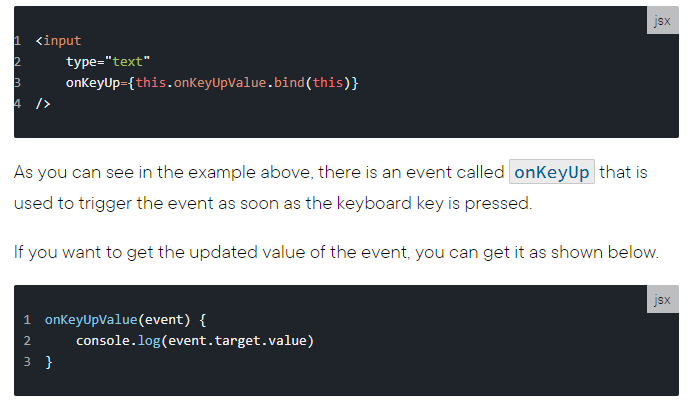 jsx
1 <input
2     type="text"
3     onKeyUp={this.onKeyUpValue.bind(this)}
4 />
As you can see in the example above, there is an event called onKeyUp that is
used to trigger the event as soon as the keyboard key is pressed.
If you want to get the updated value of the event, you can get it as shown below.
jsx
1 onKeyUpValue(event) {
2     console.log(event.target.value)
3 }